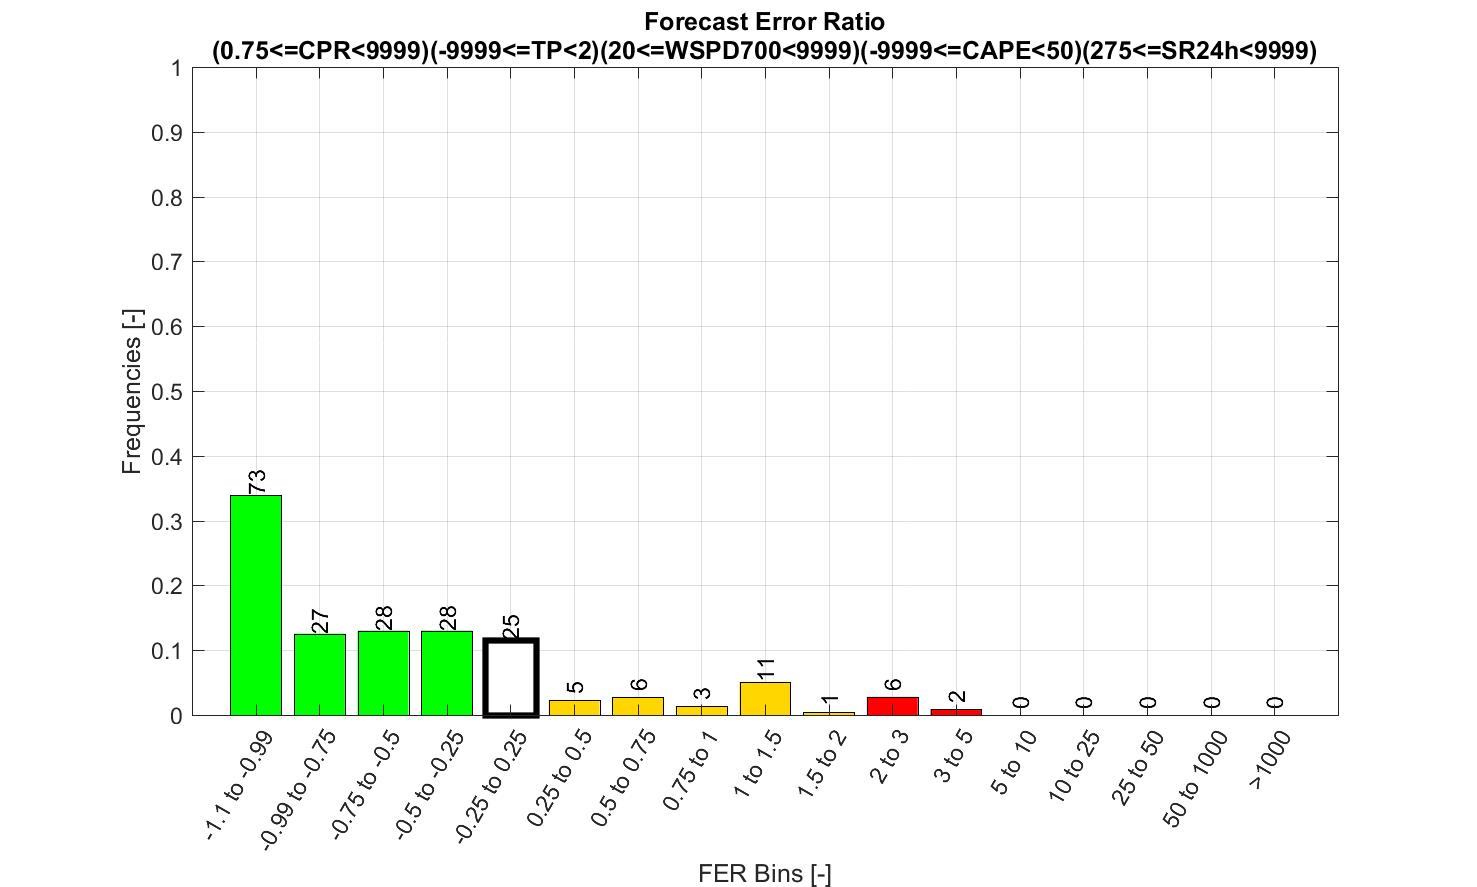 Forecast Error Ratio
(0.75<=CPR<9999)(-9999<=TP<2)(20<=WSPD700<9999)(-9999<=CAPE<50)(275<=SR24h<9999)
1
0.9
0.8
0.7
0.6
0.5
0.4
0.3
0.2
0.1
0
Frequencies [-]
73
27
28
28
25
5
6
3
11
1
6
2
0
0
0
0
0
-1.1 to -0.99
-0.99 to -0.75
-0.75 to -0.5
-0.5 to -0.25
-0.25 to 0.25
0.25 to 0.5
0.5 to 0.75
0.75 to 1
1 to 1.5
1.5 to 2
2 to 3
3 to 5
5 to 10
10 to 25
25 to 50
50 to 1000
>1000
FER Bins [-]